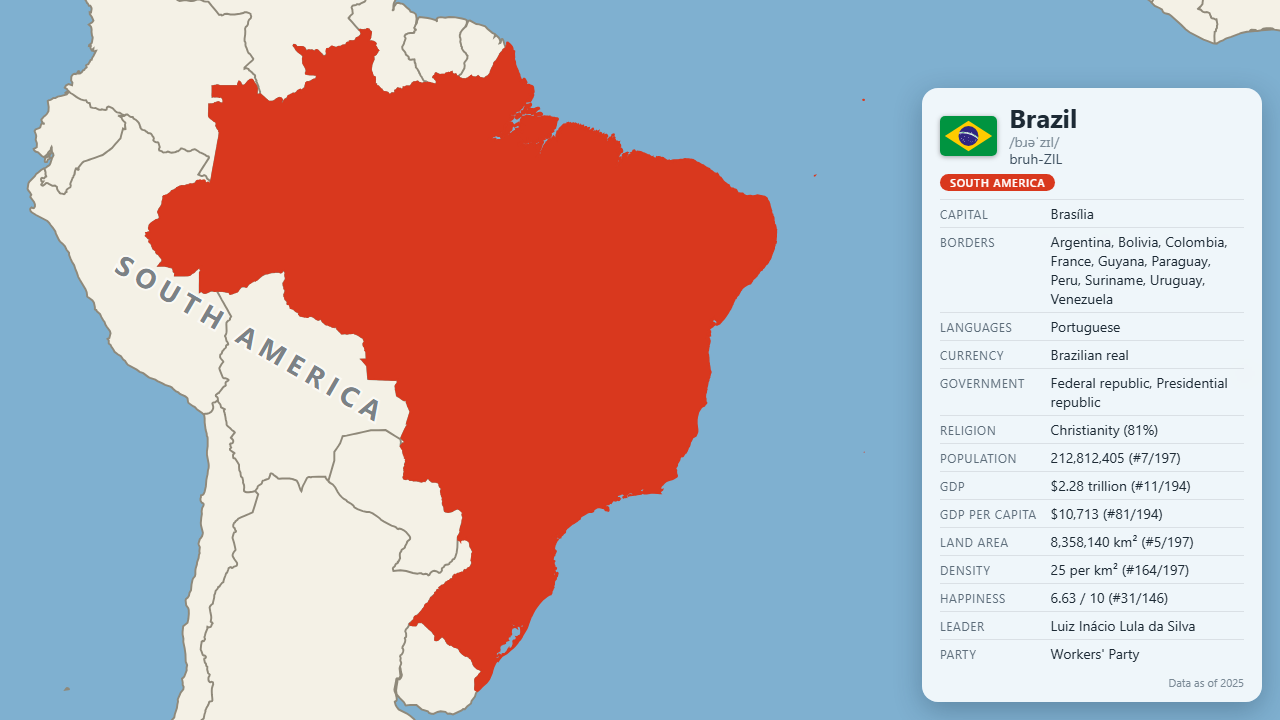 SOUTH AMERICA
Brazil
/bɹəˈzɪl/
bruh-ZIL
SOUTH AMERICA
CAPITAL Brasília
BORDERS Argentina, Bolivia, Colombia,
France, Guyana, Paraguay,
Peru, Suriname, Uruguay,
Venezuela
LANGUAGES Portuguese
CURRENCY Brazilian real
GOVERNMENT Federal republic, Presidential
republic
RELIGION Christianity (81%)
POPULATION 212,812,405 (#7/197)
GDP $2.28 trillion (#11/194)
GDP PER CAPITA $10,713 (#81/194)
LAND AREA 8,358,140 km² (#5/197)
DENSITY 25 per km² (#164/197)
HAPPINESS 6.63 / 10 (#31/146)
LEADER Luiz Inácio Lula da Silva
PARTY Workers' Party
Data as of 2025